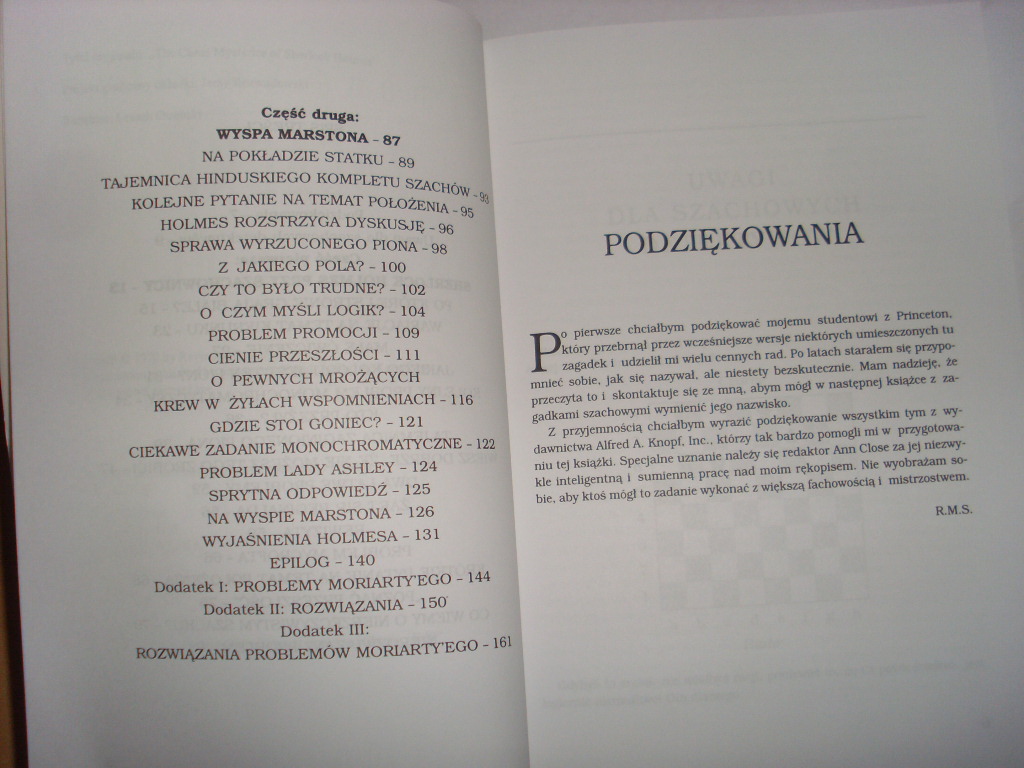 Część druga:
WYSPA MARSTONA – 87
NA POKŁADZIE STATKU – 89
TAJEMNICA HINDUSKIEGO KOMPLETU SZACHÓW – 93
KOLEJNE PYTANIE NA TEMAT POŁOŻENIA – 95
HOLMES ROZSTRZYGA DYSKUSJĘ – 96
SPRAWA WYRZUCONEGO PIONA – 98
Z JAKIEGO POLA? – 100
CZY TO BYŁO TRUDNE? – 102
O CZYM MYŚLI LOGIK? – 104
PROBLEM PROMOCJI – 109
CIENIE PRZESZŁOŚCI – 111
O PEWNYCH MROŻĄCYCH
KREW W ŻYŁACH WSPOMNIENIACH – 116
GDZIE STOI GONIEC? – 121
CIEKAWE ZADANIE MONOCHROMATYCZNE – 122
PROBLEM LADY ASHLEY – 124
SPRYTNA ODPOWIEDŹ – 125
NA WYSPIE MARSTONA – 126
WYJAŚNIENIA HOLMESA – 131
EPILOG – 140
Dodatek I: PROBLEMY MORIARTY'EGO – 144
Dodatek II: ROZWIĄZANIA – 150
Dodatek III:
ROZWIĄZANIA PROBLEMÓW MORIARTY'EGO – 161
UWAGI
DLA SZACHOWYCH
PODZIĘKOWANIA
Po pierwsze chciałbym podziękować mojemu studentowi z Princeton,
który przebrnął przez wcześniejsze wersje niektórych umieszczonych tu
zagadek i udzielił mi wielu cennych rad. Po latach starałem się przypo-
mnieć sobie, jak się nazywał, ale niestety bezskutecznie. Mam nadzieję, że
przeczyta to i skontaktuje się ze mną, abym mógł w następnej książce z za-
gadkami szachowymi wymienić jego nazwisko.
Z przyjemnością chciałbym wyrazić podziękowanie wszystkim tym z wy-
dawnictwa Alfred A. Knopf, Inc., którzy tak bardzo pomogli mi w przygotowa-
niu tej książki. Specjalne uznanie należy się redaktor Ann Close za jej niezwy-
kle inteligentną i sumienną pracę nad moim rękopisem. Nie wyobrażam so-
bie, aby ktoś mógł to zadanie wykonać z większą fachowością i mistrzostwem.
R.M.S.